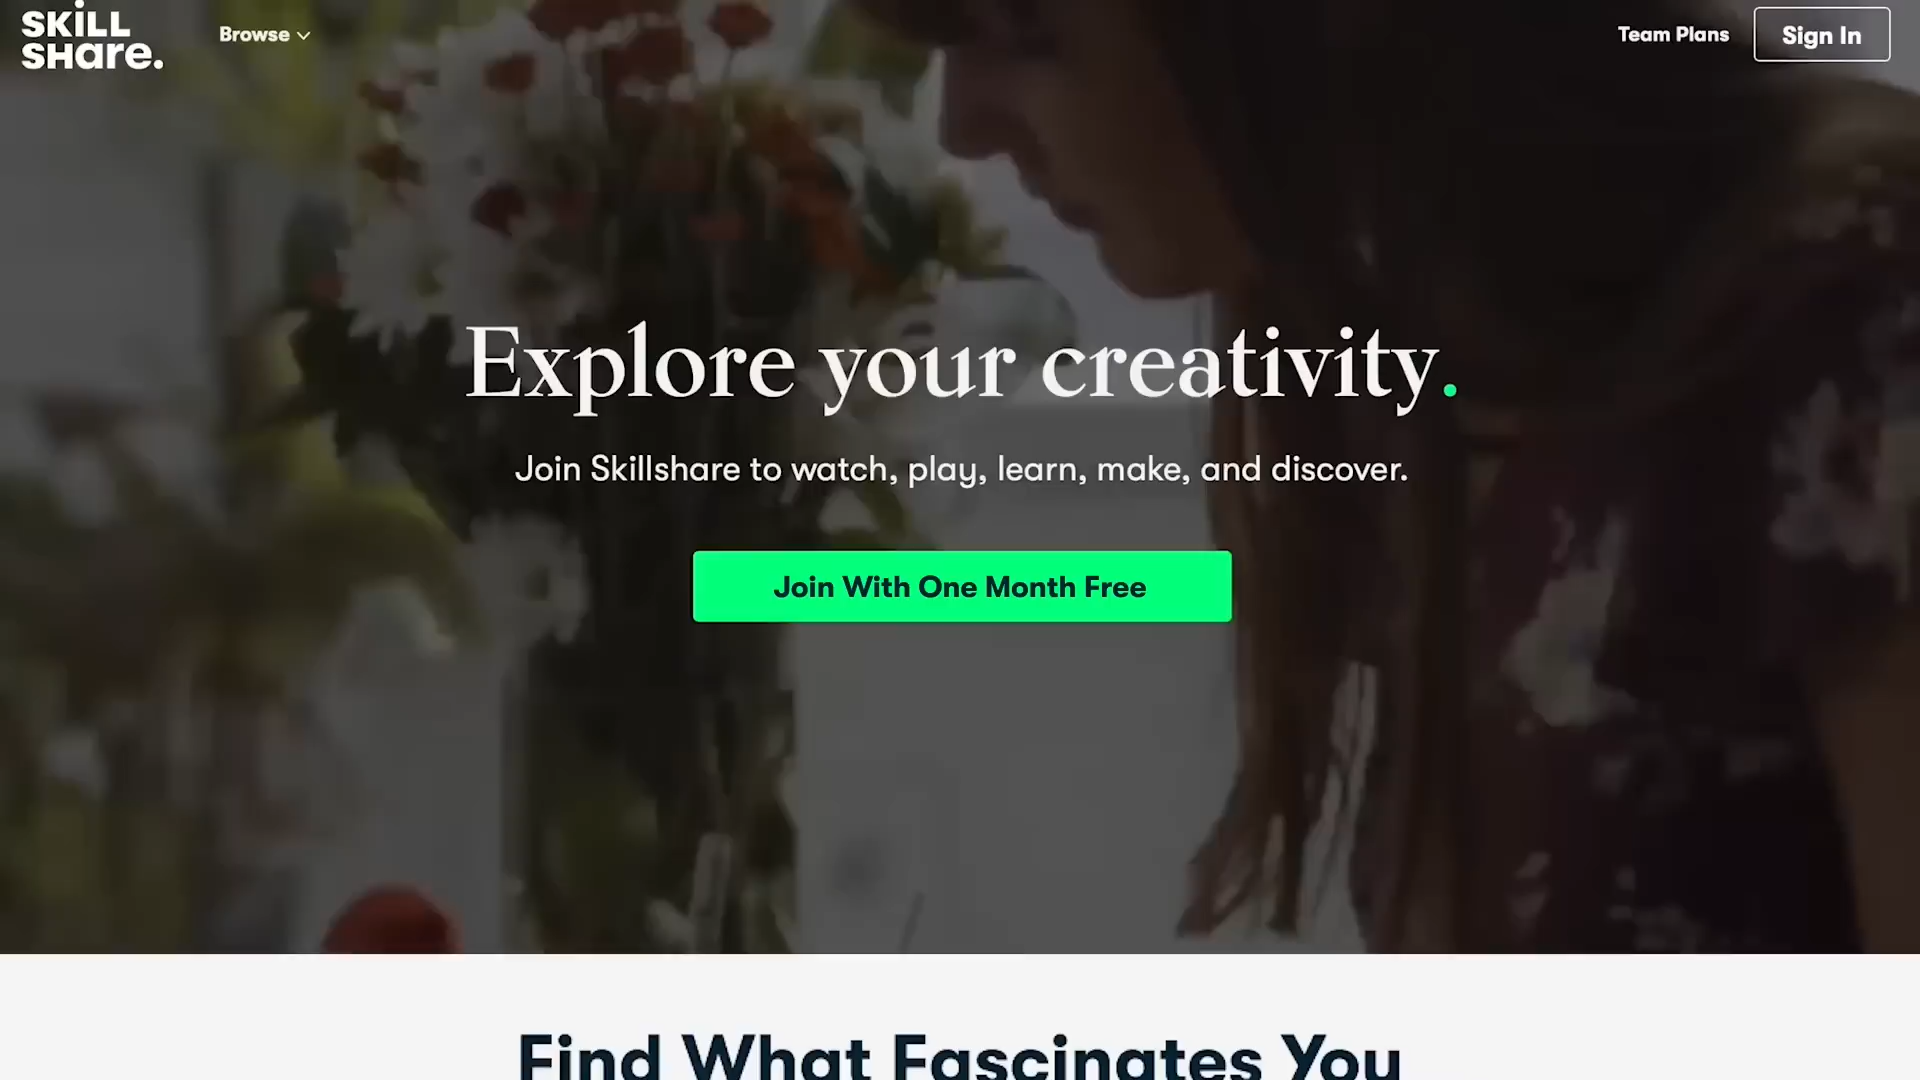 SKiLL
SHare.
Browse
Team Plans
Sign In
Explore your creativity.
Join Skillshare to watch, play, learn, make, and discover.
Join With One Month Free
Find What Fascinates You